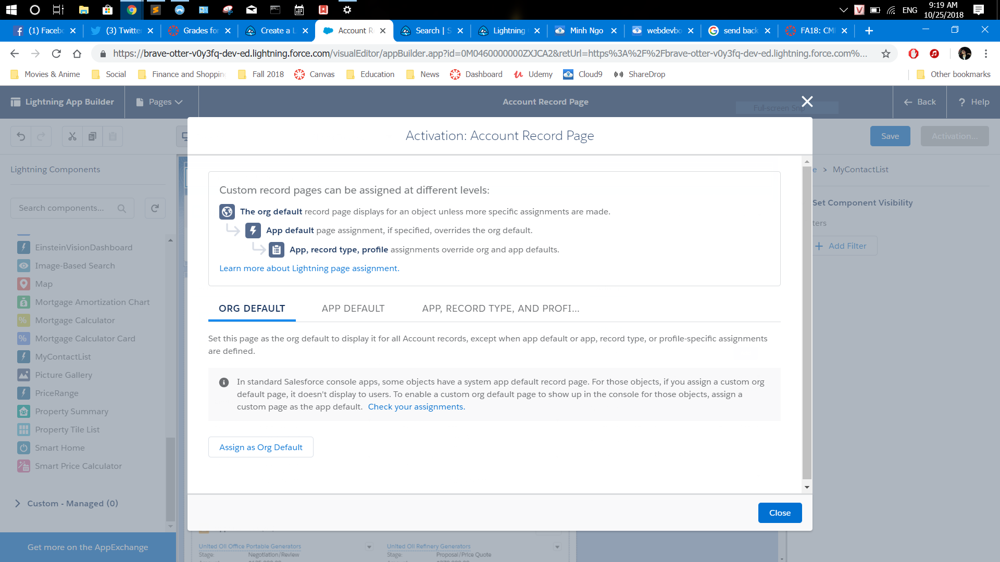 ENG
9:19 AM
10/25/2018
(1) Facebo
(3) Twitte
Grades for
Create a L
Account R
Search | S
Lightning
Minh Ngo
webdevbo
send back
FA18: CM
https://brave-otter-v0y3fq-dev-ed.lightning.force.com/visualEditor/appBuilder.app?id=0M0460000000ZXJCA2&retUrl=https%3A%2F%2Fbrave-otter-v0y3fq-dev-ed.lightning.force.com%...
Movies & Anime
Social
Finance and Shopping
Fall 2018
Canvas
Education
News
Dashboard
Udemy
Cloud9
ShareDrop
Other bookmarks
Lightning App Builder
Pages
Account Record Page
Full-screen Snip
Back
? Help
Save
Activation...
Activation: Account Record Page
Lightning Components
Search components...
EinsteinVisionDashboard
Image-Based Search
Map
Mortgage Amortization Chart
Mortgage Calculator
Mortgage Calculator Card
MyContactList
Picture Gallery
PriceRange
Property Summary
Property Tile List
Smart Home
Smart Price Calculator
Custom - Managed (0)
Get more on the AppExchange
Custom record pages can be assigned at different levels:
The org default record page displays for an object unless more specific assignments are made.
App default page assignment, if specified, overrides the org default.
App, record type, profile assignments override org and app defaults.
Learn more about Lightning page assignment.
ORG DEFAULT
APP DEFAULT
APP, RECORD TYPE, AND PROFI...
Set this page as the org default to display it for all Account records, except when app default or app, record type, or profile-specific assignments
are defined.
In standard Salesforce console apps, some objects have a system app default record page. For those objects, if you assign a custom org
default page, it doesn't display to users. To enable a custom org default page to show up in the console for those objects, assign a
custom page as the app default. Check your assignments.
Assign as Org Default
Close
e > MyContactList
Set Component Visibility
ters
+ Add Filter
United Oil Office Portable Generators
Stage: Negotiation/Review
United Oil Refinery Generators
Stage: Proposal/Price Quote